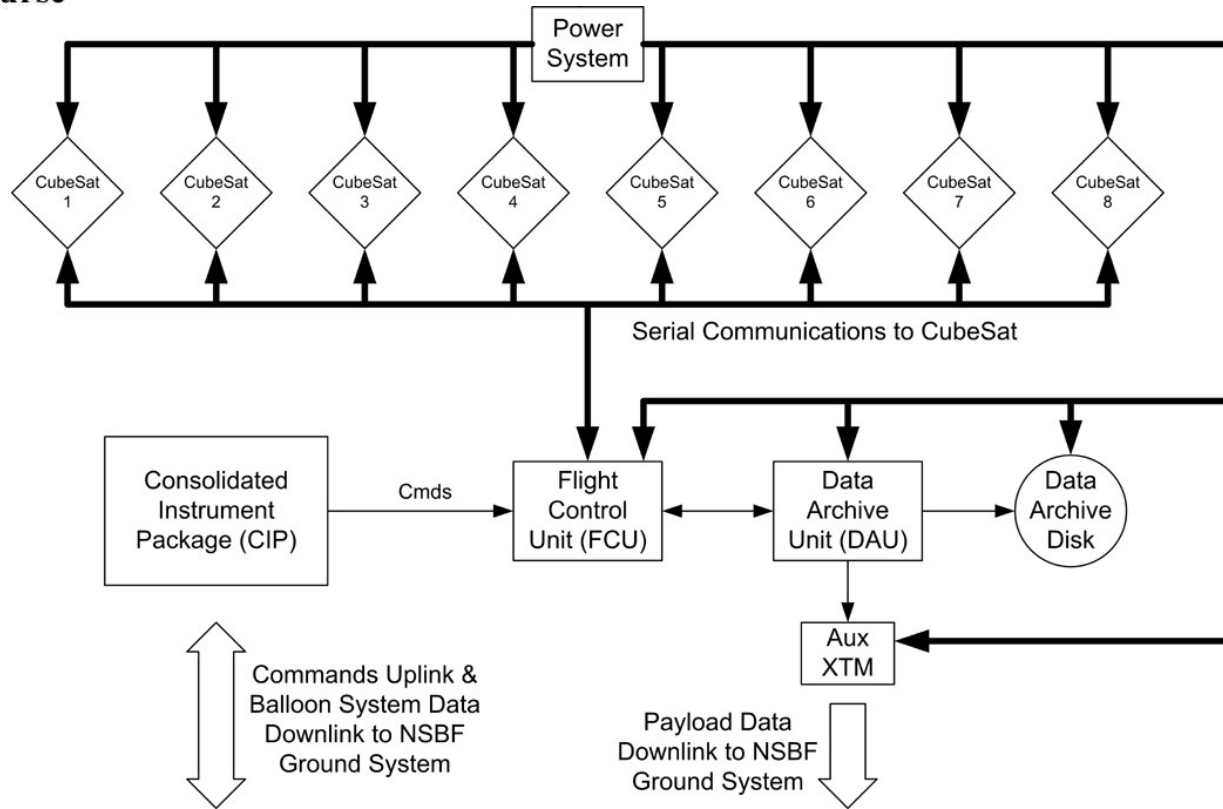 Power
System
CubeSat
1
CubeSat
2
CubeSat
3
CubeSat
4
CubeSat
5
CubeSat
6
CubeSat
7
CubeSat
8
Serial Communications to CubeSat
Consolidated
Instrument
Package (CIP)
Cmds
Flight
Control
Unit (FCU)
Data
Archive
Unit (DAU)
Data
Archive
Disk
Aux
XTM
Commands Uplink &
Balloon System Data
Downlink to NSBF
Ground System
Payload Data
Downlink to NSBF
Ground System